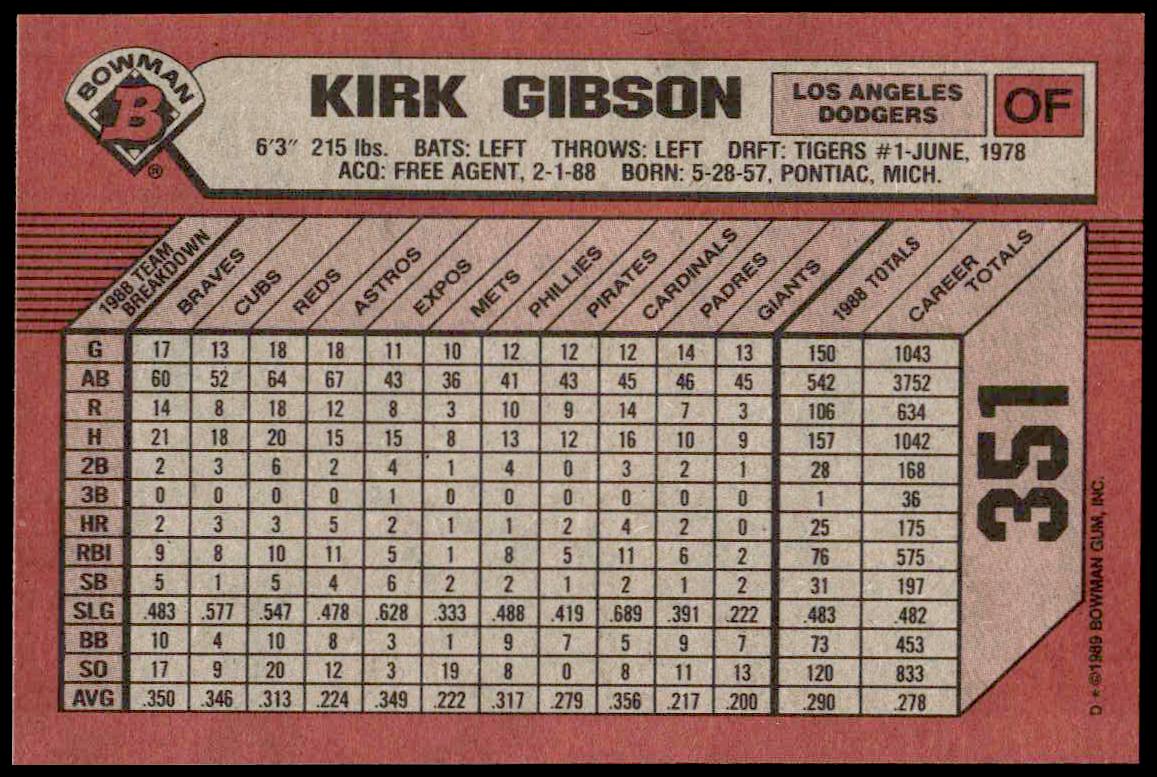 BOWMAN
B
®
KIRK GIBSON
LOS ANGELES
DODGERS
OF
6'3" 215 lbs. BATS: LEFT THROWS: LEFT DRFT: TIGERS #1-JUNE, 1978
ACQ: FREE AGENT, 2-1-88 BORN: 5-28-57, PONTIAC, MICH.
1988 TEAM BREAKDOWN BRAVES CUBS REDS ASTROS EXPOS METS PHILLIES PIRATES CARDINALS PADRES GIANTS 1988 TOTALS CAREER TOTALS
G 17 13 18 18 11 10 12 12 12 14 13 150 1043
AB 60 52 64 67 43 36 41 43 45 46 45 542 3752
R 14 8 18 12 8 3 10 9 14 7 3 106 634
H 21 18 20 15 15 8 13 12 16 10 9 157 1042
2B 2 3 6 2 4 1 4 0 3 2 1 28 168
3B 0 0 0 0 1 0 0 0 0 0 0 1 36
HR 2 3 3 5 2 1 1 2 4 2 0 25 175
RBI 9 8 10 11 5 1 8 5 11 6 2 76 575
SB 5 1 5 4 6 2 2 1 2 1 2 31 197
SLG .483 .577 .547 .478 .628 .333 .488 .419 .689 .391 .222 .483 .482
BB 10 4 10 8 3 1 9 7 5 9 7 73 453
SO 17 9 20 12 3 19 8 0 8 11 13 120 833
AVG .350 .346 .313 .224 .349 .222 .317 .279 .356 .217 .200 .290 .278
351
D*©1989 BOWMAN GUM, INC.